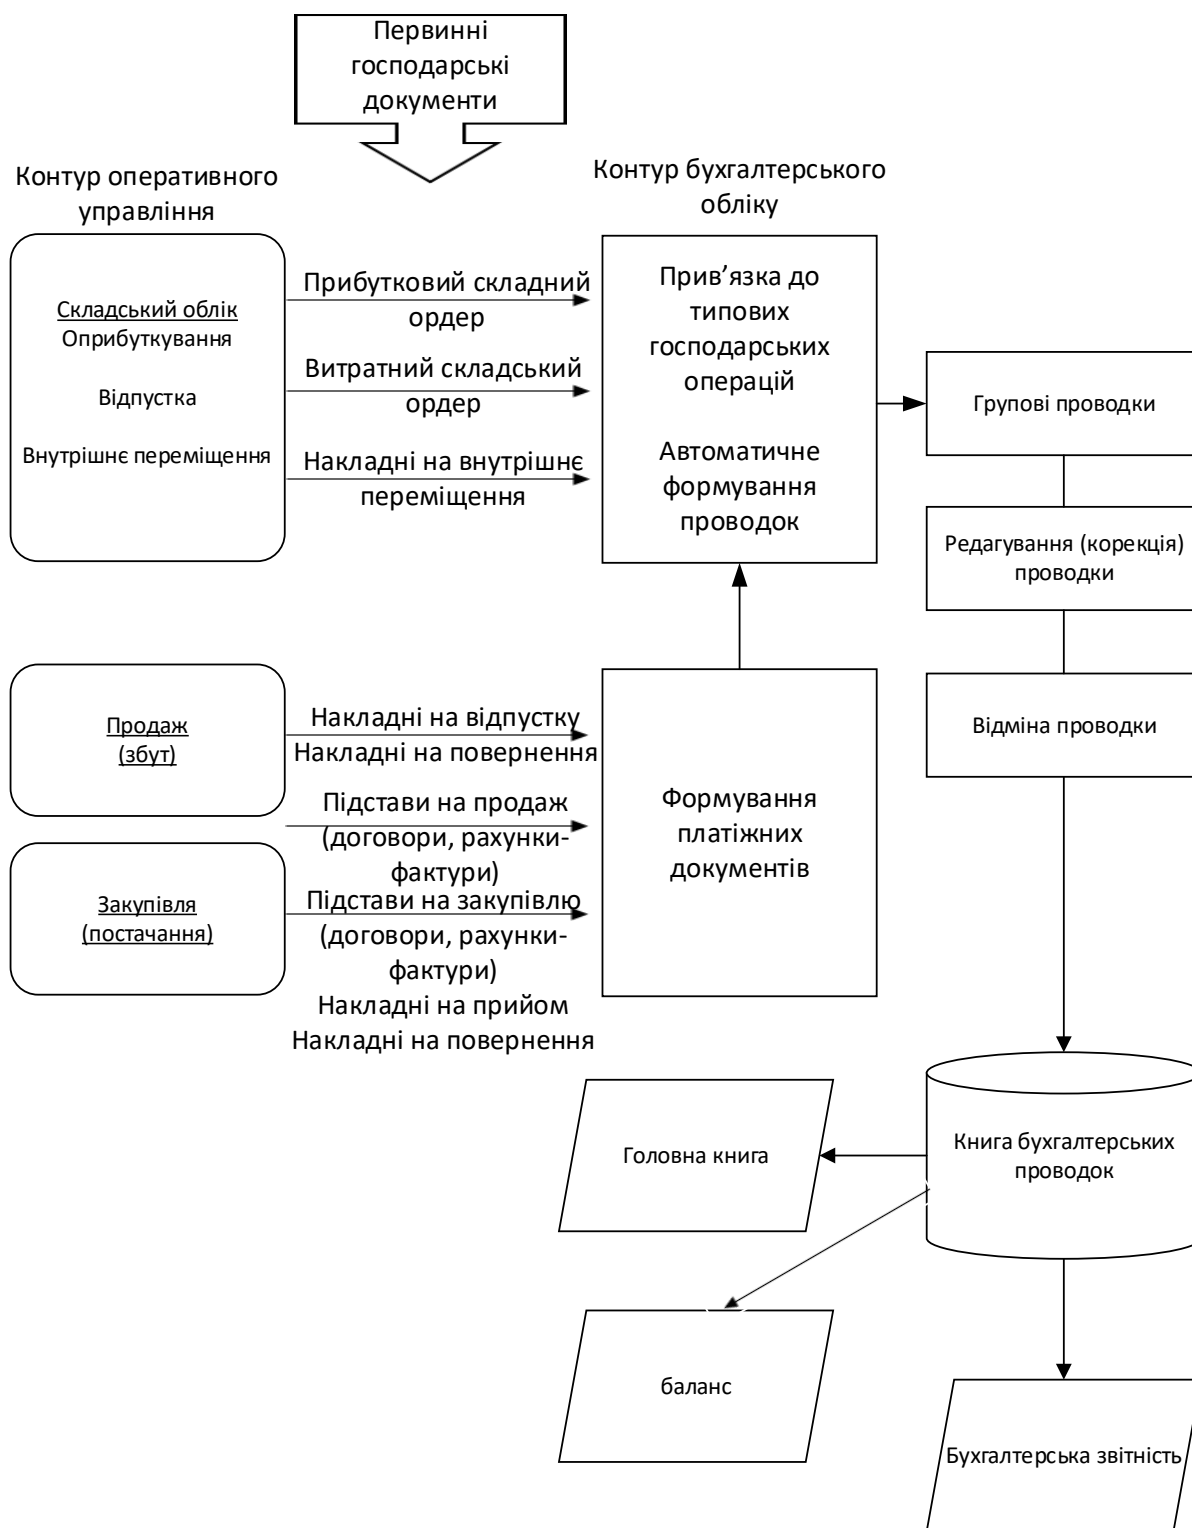 Первинні
господарські
документи
Контур оперативного
управління
Контур бухгалтерського
обліку
Складський облік
Оприбуткування
Відпустка
Внутрішнє переміщення
Прибутковий складний
ордер
Витратний складський
ордер
Накладні на внутрішнє
переміщення
Прив’язка до
типових
господарських
операцій
Автоматичне
формування
проводок
Групові проводки
Редагування (корекція)
проводки
Відміна проводки
Продаж
(збут)
Закупівля
(постачання)
Накладні на відпустку
Накладні на повернення
Підстави на продаж
(договори, рахунки-
фактури)
Підстави на закупівлю
(договори, рахунки-
фактури)
Накладні на прийом
Накладні на повернення
Формування
платіжних
документів
Книга бухгалтерських
проводок
Головна книга
баланс
Бухгалтерська звітність